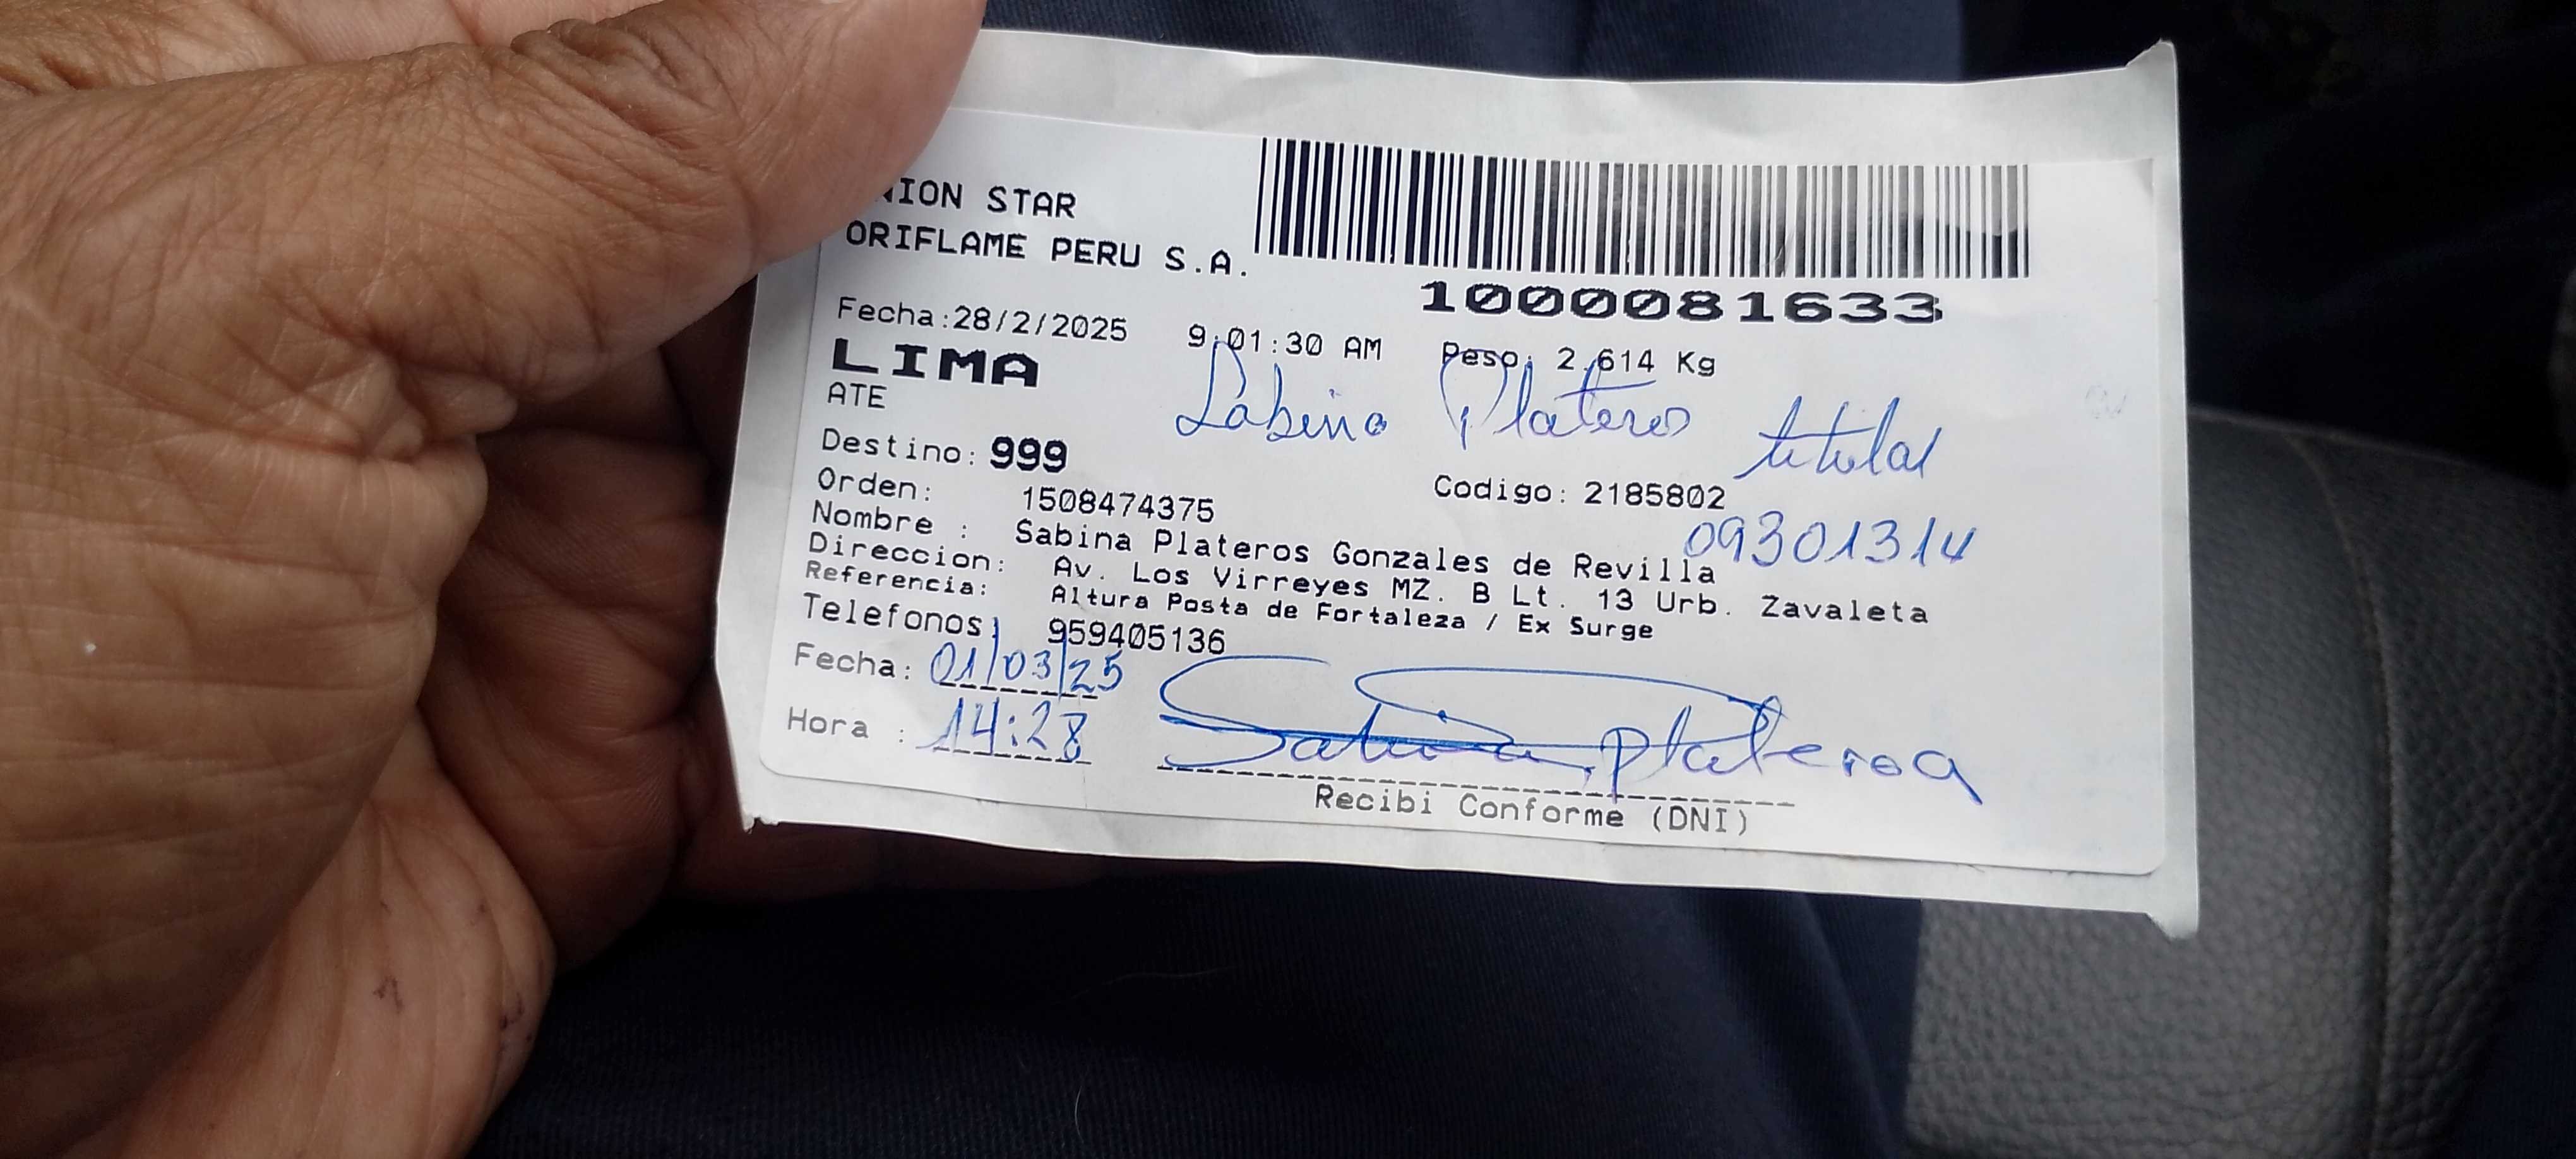 NION STAR
ORIFLAME PERU S.A.
1000081633
Fecha:28/2/2025 9:01:30 AM Peso: 2.614 Kg
LIMA
ATE
Sabina Plateros titular
Destino: 999
Orden: 1508474375 Codigo: 2185802
09301314
Nombre : Sabina Plateros Gonzales de Revilla
Direccion: Av. Los Virreyes MZ. B Lt. 13 Urb. Zavaleta
Referencia: Altura Posta de Fortaleza / Ex Surge
Telefonos: 959405136
Fecha: 01/03/25
Hora : 14:28
Sabina Plateros
Recibi Conforme (DNI)